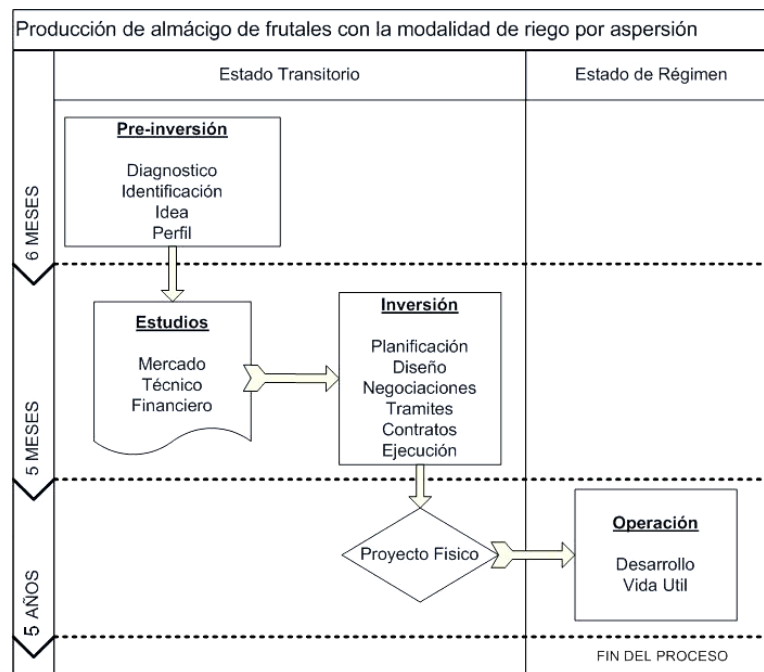 Producción de almácigo de frutales con la modalidad de riego por aspersión
Estado Transitorio
Estado de Régimen
6 MESES
Pre-inversión
Diagnostico
Identificación
Idea
Perfil
5 MESES
Estudios
Mercado
Técnico
Financiero
Inversión
Planificación
Diseño
Negociaciones
Tramites
Contratos
Ejecución
5 AÑOS
Proyecto Fisico
Operación
Desarrollo
Vida Util
FIN DEL PROCESO